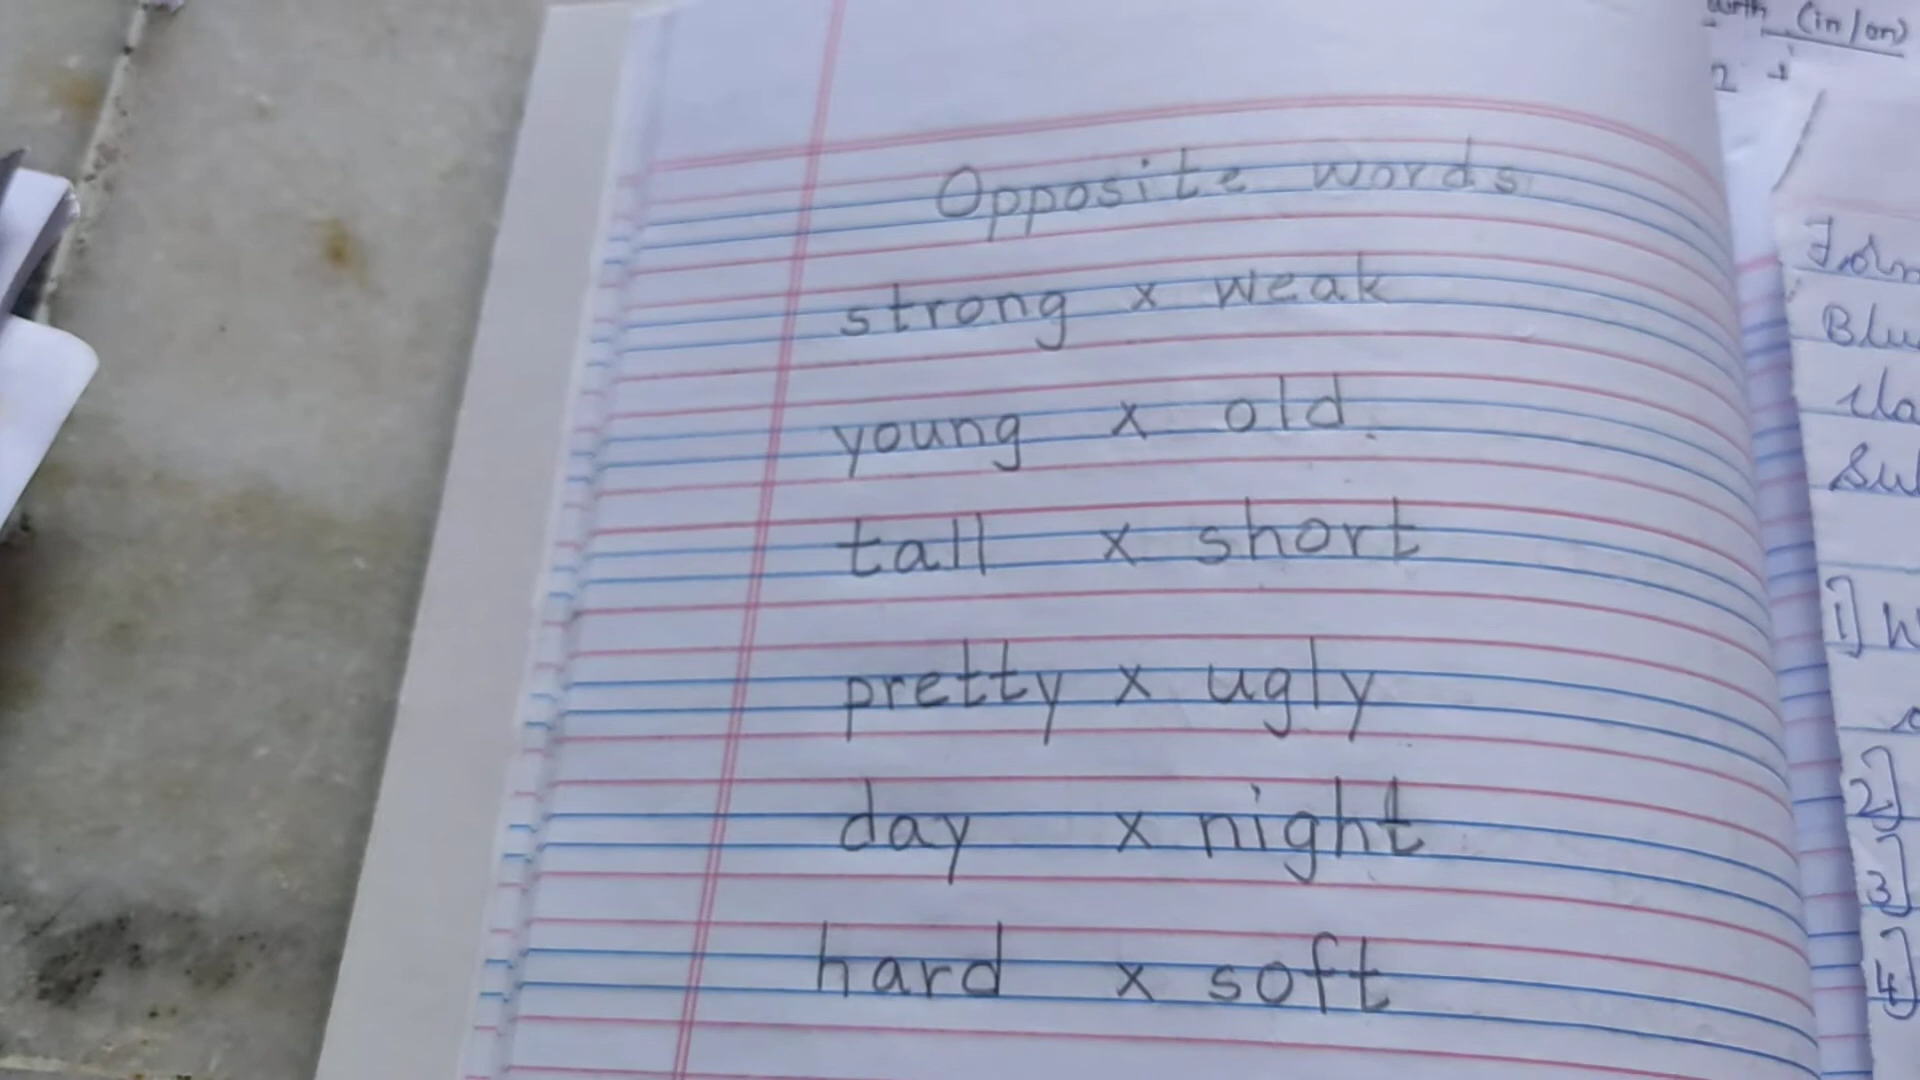 Opposite words
strong x weak
young x old.
tall x short
pretty x ugly
day x night
hard x soft
(in/on)
2
1]
2]
3]
4]